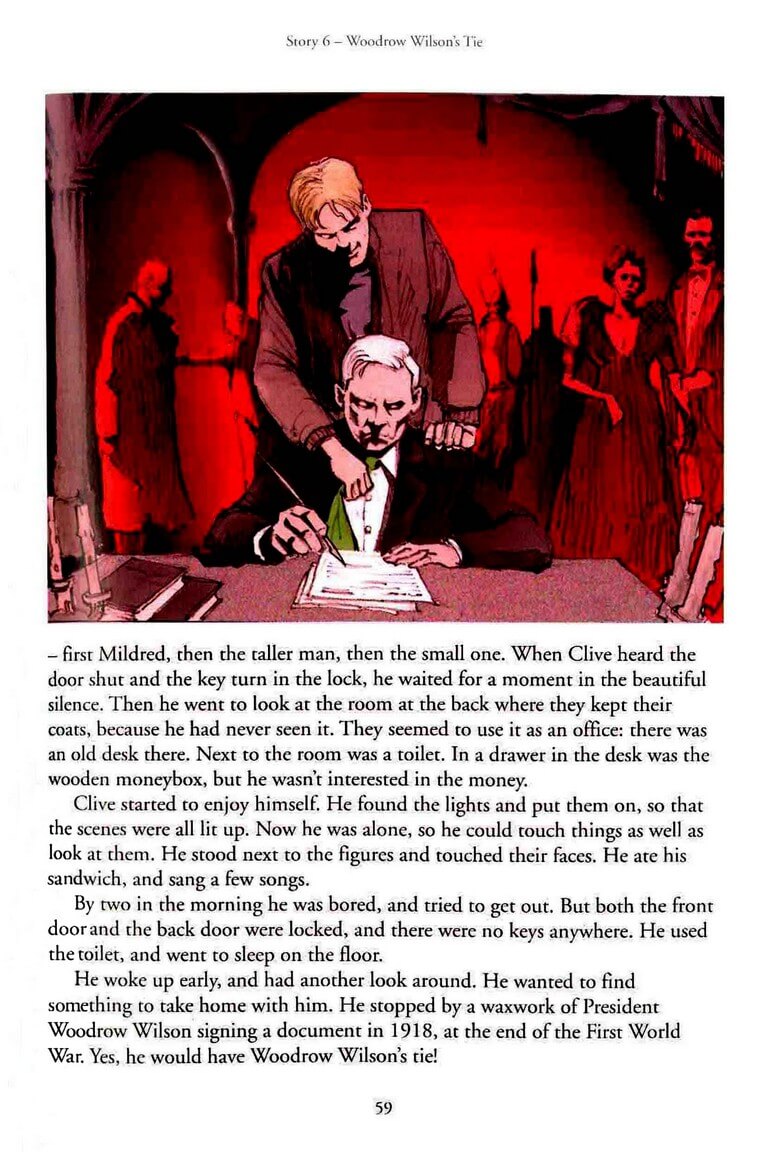 Story 6 – Woodrow Wilson's Tie
– first Mildred, then the taller man, then the small one. When Clive heard the
door shut and the key turn in the lock, he waited for a moment in the beautiful
silence. Then he went to look at the room at the back where they kept their
coats, because he had never seen it. They seemed to use it as an office: there was
an old desk there. Next to the room was a toilet. In a drawer in the desk was the
wooden moneybox, but he wasn't interested in the money.
Clive started to enjoy himself. He found the lights and put them on, so that
the scenes were all lit up. Now he was alone, so he could touch things as well as
look at them. He stood next to the figures and touched their faces. He ate his
sandwich, and sang a few songs.
By two in the morning he was bored, and tried to get out. But both the front
door and the back door were locked, and there were no keys anywhere. He used
the toilet, and went to sleep on the floor.
He woke up early, and had another look around. He wanted to find
something to take home with him. He stopped by a waxwork of President
Woodrow Wilson signing a document in 1918, at the end of the First World
War. Yes, he would have Woodrow Wilson's tie!
59